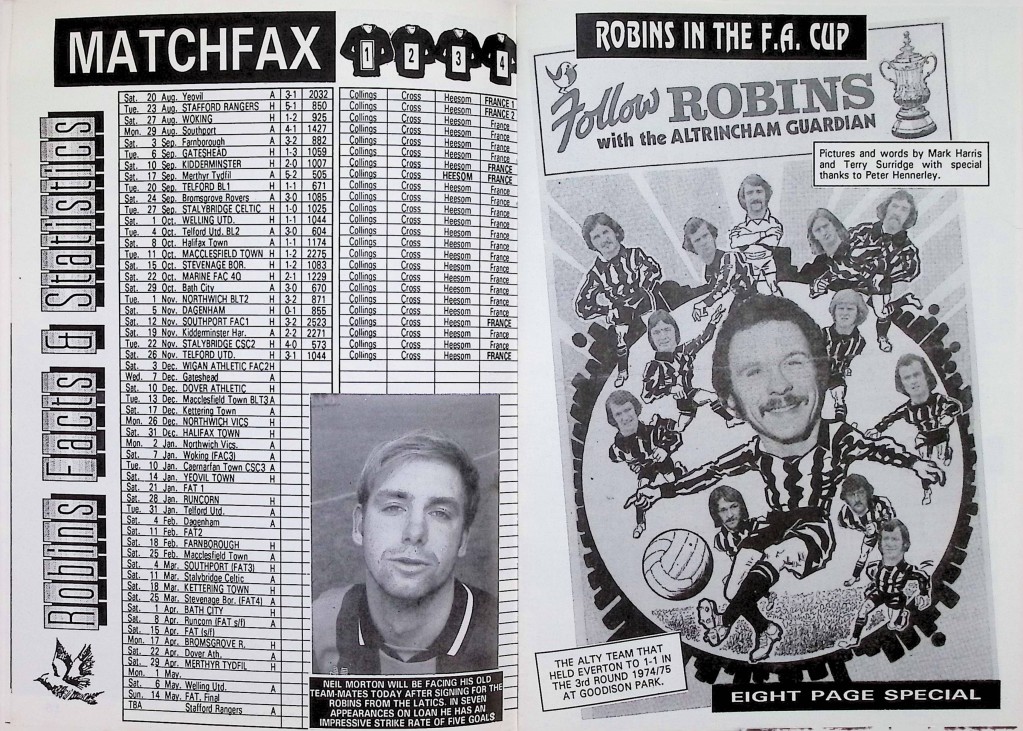 MATCHFAX
1 2 3 4
Robins Facts & Statistics
Sat. 20 Aug. Yeovil A 3-1 2032 Collings Cross Heesom FRANCE 1
Tue. 23 Aug. STAFFORD RANGERS H 5-1 850 Collings Cross Heesom FRANCE 2
Sat. 27 Aug. WOKING H 1-2 925 Collings Cross Heesom France
Mon. 29 Aug. Southport A 4-1 1427 Collings Cross Heesom France
Sat. 3 Sep. Farnborough A 3-2 882 Collings Cross Heesom France
Tue. 6 Sep. GATESHEAD H 1-3 1059 Collings Cross Heesom France
Sat. 10 Sep. KIDDERMINSTER H 2-0 1007 Collings Cross Heesom FRANCE
Sat. 17 Sep. Merthyr Tydfil A 5-2 505 Collings Cross HEESOM FRANCE
Tue. 20 Sep. TELFORD BL1 H 1-1 671 Collings Cross Heesom France
Sat. 24 Sep. Bromsgrove Rovers A 3-0 1085 Collings Cross Heesom France
Tue. 27 Sep. STALYBRIDGE CELTIC H 1-0 1025 Collings Cross Heesom France
Sat. 1 Oct. WELLING UTD. H 1-1 1044 Collings Cross Heesom France
Tue. 4 Oct. Telford Utd. BL2 A 3-0 604 Collings Cross Heesom France
Sat. 8 Oct. Halifax Town A 1-1 1174 Collings Cross Heesom France
Tue. 11 Oct. MACCLESFIELD TOWN H 1-2 2275 Collings Cross Heesom France
Sat. 15 Oct. STEVENAGE BOR. H 1-2 1083 Collings Cross Heesom France
Sat. 22 Oct. MARINE FAC 4Q H 2-1 1229 Collings Cross Heesom France
Sat. 29 Oct. Bath City A 3-0 670 Collings Cross Heesom France
Tue. 1 Nov. NORTHWICH BLT2 H 3-2 871 Collings Cross Heesom France
Sat. 5 Nov. DAGENHAM H 0-1 855 Collings Cross Heesom France
Sat. 12 Nov. SOUTHPORT FAC1 H 3-2 2523 Collings Cross Heesom FRANCE
Sat. 19 Nov. Kidderminster Har. A 2-2 2271 Collings Cross Heesom France
Tue. 22 Nov. STALYBRIDGE CSC2 H 4-0 573 Collings Cross Heesom France
Sat. 26 Nov. TELFORD UTD. H 3-1 1044 Collings Cross Heesom FRANCE
Sat. 3 Dec. WIGAN ATHLETIC FAC2 H
Wed. 7 Dec. Gateshead A
Sat. 10 Dec. DOVER ATHLETIC H
Tue. 13 Dec. Macclesfield Town BLT3 A
Sat. 17 Dec. Kettering Town A
Mon. 26 Dec. NORTHWICH VICS H
Sat. 31 Dec. HALIFAX TOWN H
Mon. 2 Jan. Northwich Vics. A
Sat. 7 Jan. Woking (FAC3) A
Tue. 10 Jan. Caernarfan Town CSC3 A
Sat. 14 Jan. YEOVIL TOWN H
Sat. 21 Jan. FAT 1
Sat. 28 Jan. RUNCORN H
Tue. 31 Jan. Telford Utd. A
Sat. 4 Feb. Dagenham A
Sat. 11 Feb. FAT2
Sat. 18 Feb. FARNBOROUGH H
Sat. 25 Feb. Macclesfield Town A
Sat. 4 Mar. SOUTHPORT (FAT3) H
Sat. 11 Mar. Stalybridge Celtic A
Sat. 18 Mar. KETTERING TOWN H
Sat. 25 Mar. Stevenage Bor. (FAT4) A
Sat. 1 Apr. BATH CITY H
Sat. 8 Apr. Runcorn (FAT s/f) A
Sat. 15 Apr. FAT (s/f)
Mon. 17 Apr. BROMSGROVE R. H
Sat. 22 Apr. Dover Ath. A
Sat. 29 Apr. MERTHYR TYDFIL H
Mon. 1 May.
Sat. 6 May. Welling Utd. A
Sun. 14 May. FAT. Final
TBA Stafford Rangers A
NEIL MORTON WILL BE FACING HIS OLD
TEAM-MATES TODAY AFTER SIGNING FOR THE
ROBINS FROM THE LATICS. IN SEVEN
APPEARANCES ON LOAN HE HAS AN
IMPRESSIVE STRIKE RATE OF FIVE GOALS
ROBINS IN THE F.A. CUP
Follow ROBINS
with the ALTRINCHAM GUARDIAN
Pictures and words by Mark Harris
and Terry Surridge with special
thanks to Peter Hennerley.
THE ALTY TEAM THAT
HELD EVERTON TO 1-1 IN
THE 3rd ROUND 1974/75
AT GOODISON PARK.
EIGHT PAGE SPECIAL